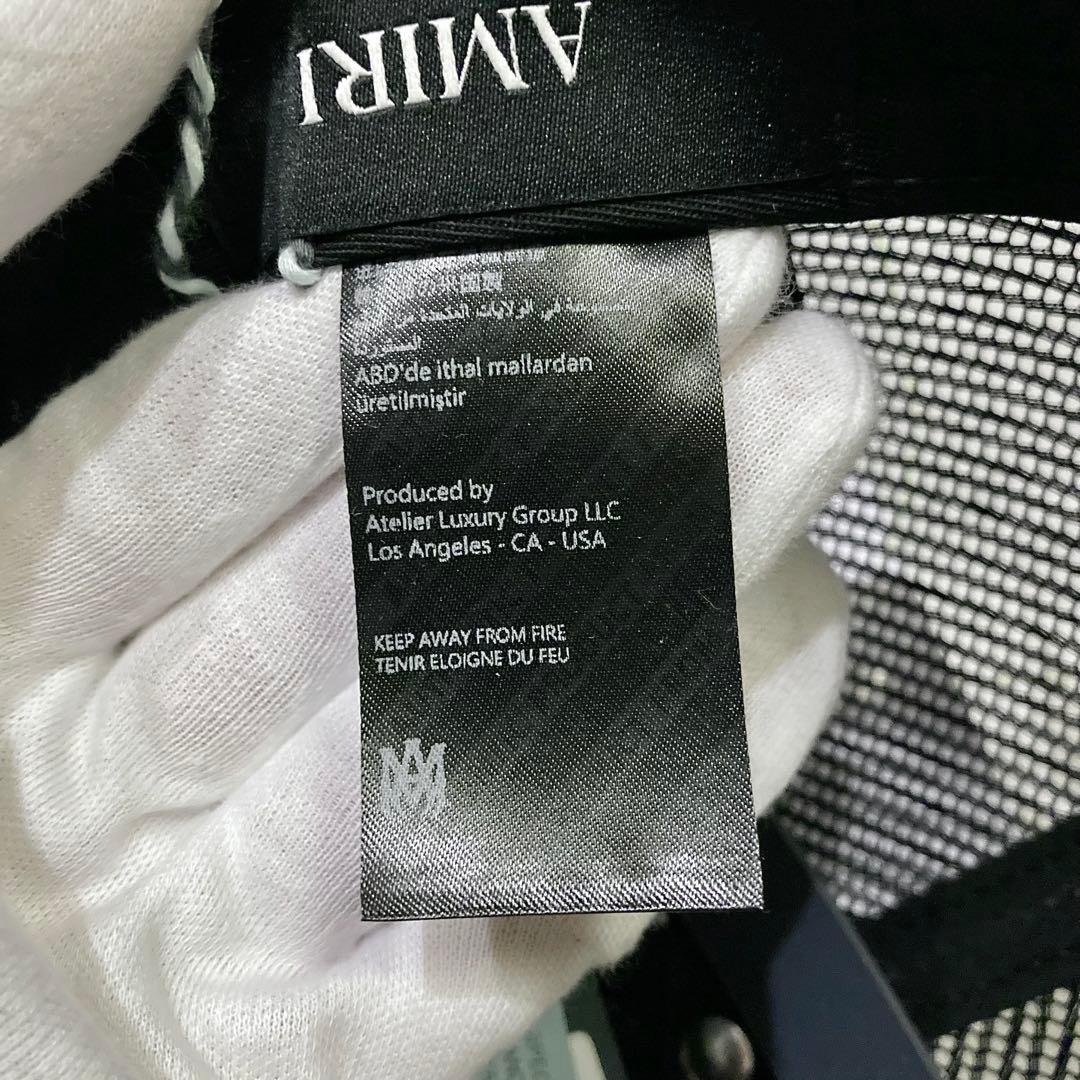 AMIRI
ABD'de ithal mallardan
üretilmiştir
Produced by
Atelier Luxury Group LLC
Los Angeles - CA - USA
KEEP AWAY FROM FIRE
TENIR ELOIGNE DU FEU